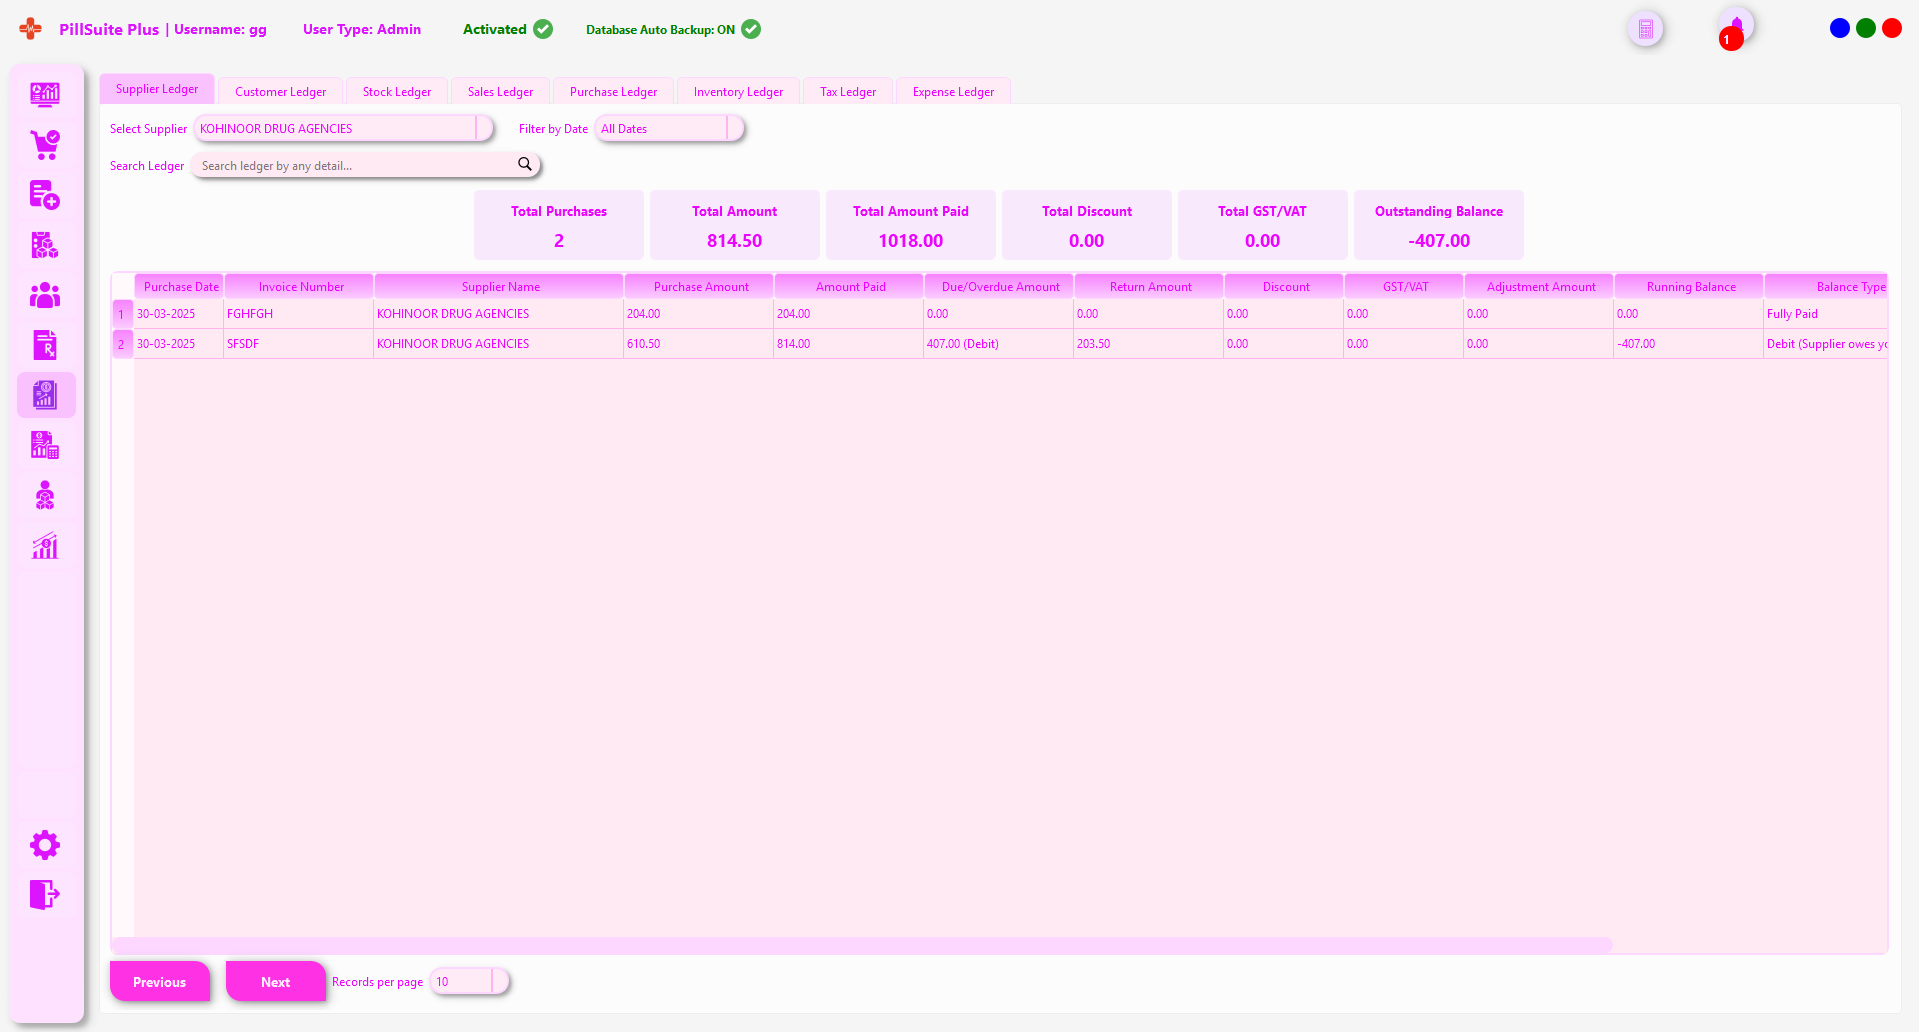 PillSuite Plus | Username: gg User Type: Admin Activated Database Auto Backup: ON 1
Supplier Ledger Customer Ledger Stock Ledger Sales Ledger Purchase Ledger Inventory Ledger Tax Ledger Expense Ledger
Select Supplier KOHINOOR DRUG AGENCIES Filter by Date All Dates
Search Ledger Search ledger by any detail...
Total Purchases Total Amount Total Amount Paid Total Discount Total GST/VAT Outstanding Balance
2 814.50 1018.00 0.00 0.00 -407.00
Purchase Date Invoice Number Supplier Name Purchase Amount Amount Paid Due/Overdue Amount Return Amount Discount GST/VAT Adjustment Amount Running Balance Balance Type
1 30-03-2025 FGHFGH KOHINOOR DRUG AGENCIES 204.00 204.00 0.00 0.00 0.00 0.00 0.00 0.00 Fully Paid
2 30-03-2025 SFSDF KOHINOOR DRUG AGENCIES 610.50 814.00 407.00 (Debit) 203.50 0.00 0.00 0.00 -407.00 Debit (Supplier owes
Previous Next Records per page 10